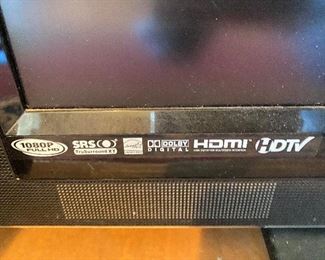 1080P
FULL HD
SRS
TruSurround XT
DOLBY
DIGITAL
HDMI
HDTV